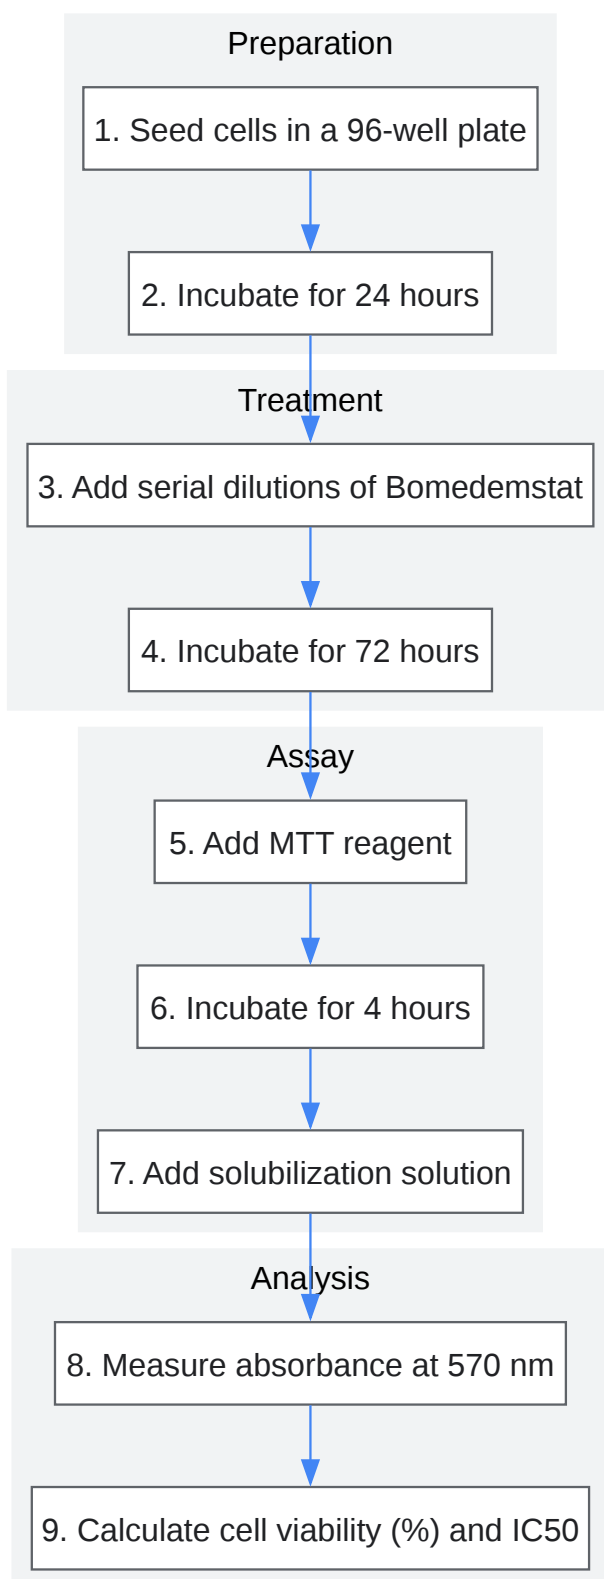 Preparation
1. Seed cells in a 96-well plate
2. Incubate for 24 hours
Treatment
3. Add serial dilutions of Bomedemstat
4. Incubate for 72 hours
Assay
5. Add MTT reagent
6. Incubate for 4 hours
7. Add solubilization solution
Analysis
8. Measure absorbance at 570 nm
9. Calculate cell viability (%) and IC50